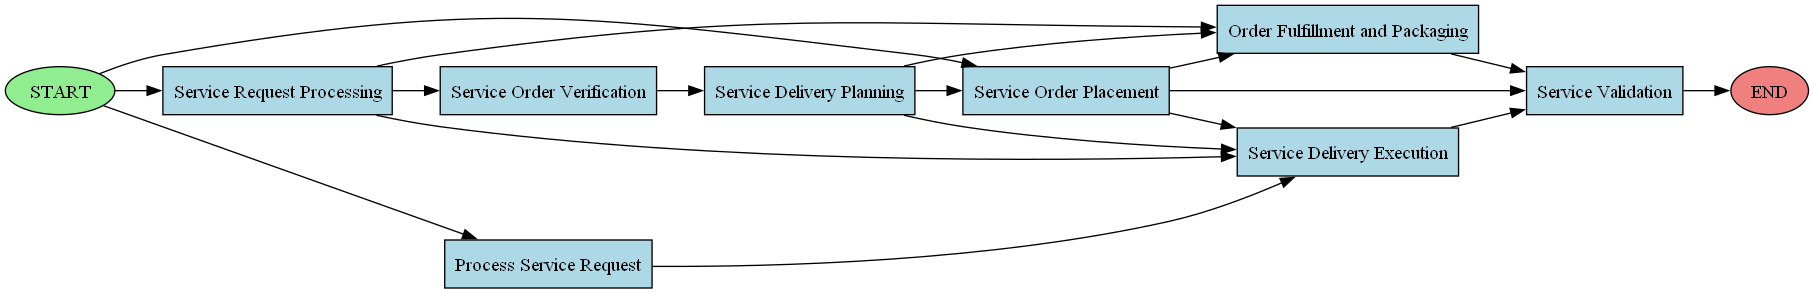 START
Service Request Processing
Service Order Verification
Service Delivery Planning
Service Order Placement
Order Fulfillment and Packaging
Service Delivery Execution
Service Validation
END
Process Service Request